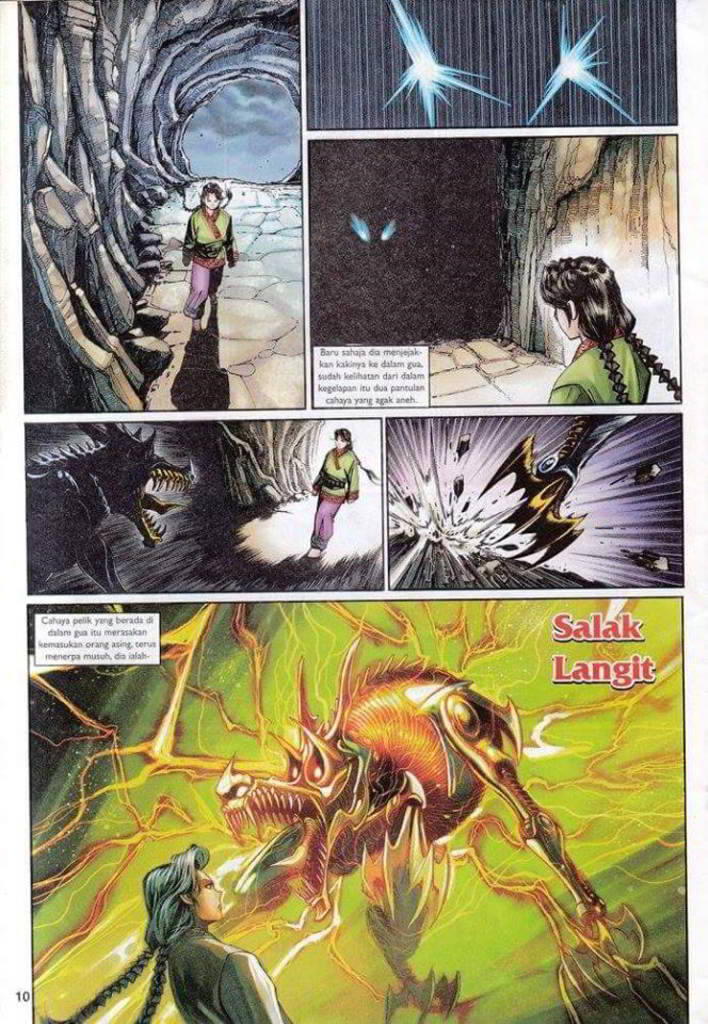 Baru sahaja dia menjejak-
kan kakinya ke dalam gua,
sudah kelihatan dari dalam
kegelapan itu dua pantulan
cahaya yang agak aneh.
Cahaya pelik yang berada di
dalam gua itu merasakan
kemasukan orang asing, terus
menerpa musuh, dia ialah-
Salak
Langit
10